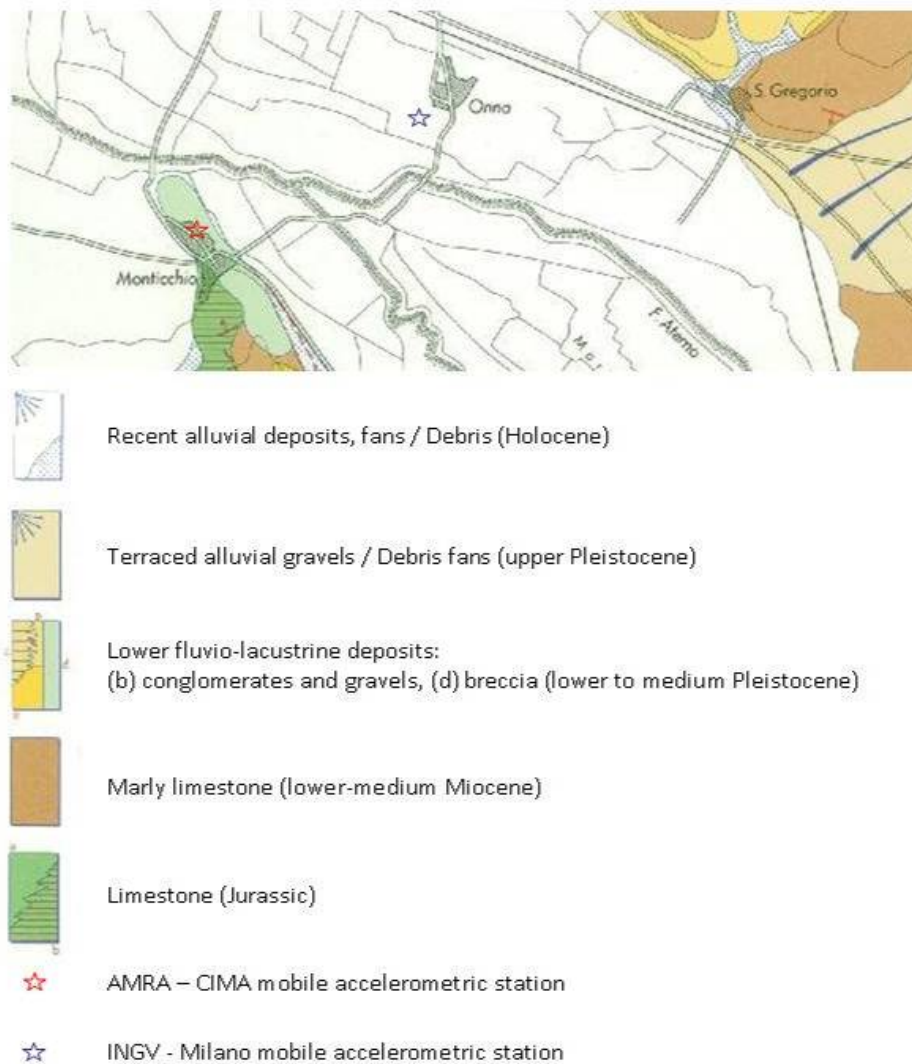 Onna
S. Gregorio
Monticchio
F. Aterno
Recent alluvial deposits, fans / Debris (Holocene)
Terraced alluvial gravels / Debris fans (upper Pleistocene)
Lower fluvio-lacustrine deposits:
(b) conglomerates and gravels, (d) breccia (lower to medium Pleistocene)
Marly limestone (lower-medium Miocene)
Limestone (Jurassic)
AMRA – CIMA mobile accelerometric station
INGV - Milano mobile accelerometric station